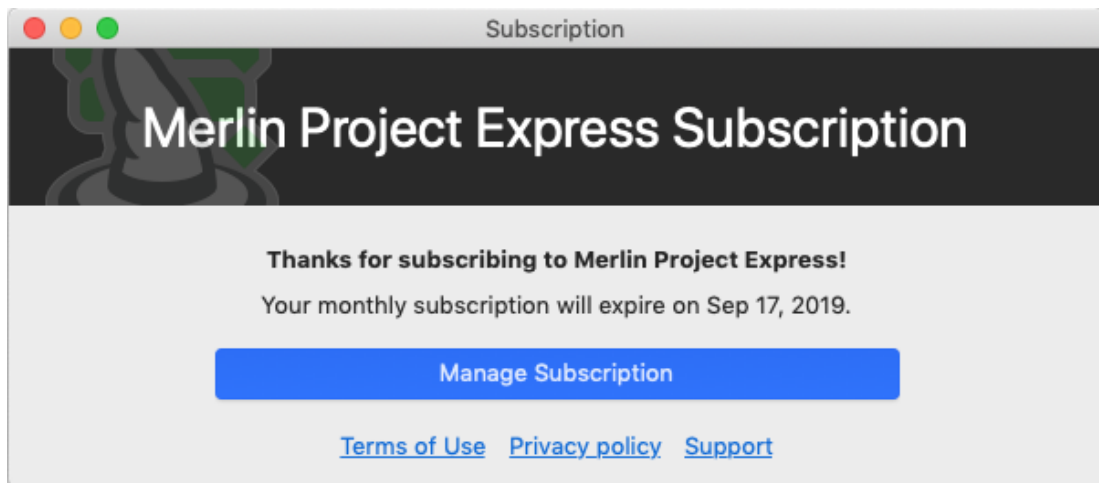 Subscription
Merlin Project Express Subscription
Thanks for subscribing to Merlin Project Express!
Your monthly subscription will expire on Sep 17, 2019.
Manage Subscription
Terms of Use Privacy policy Support